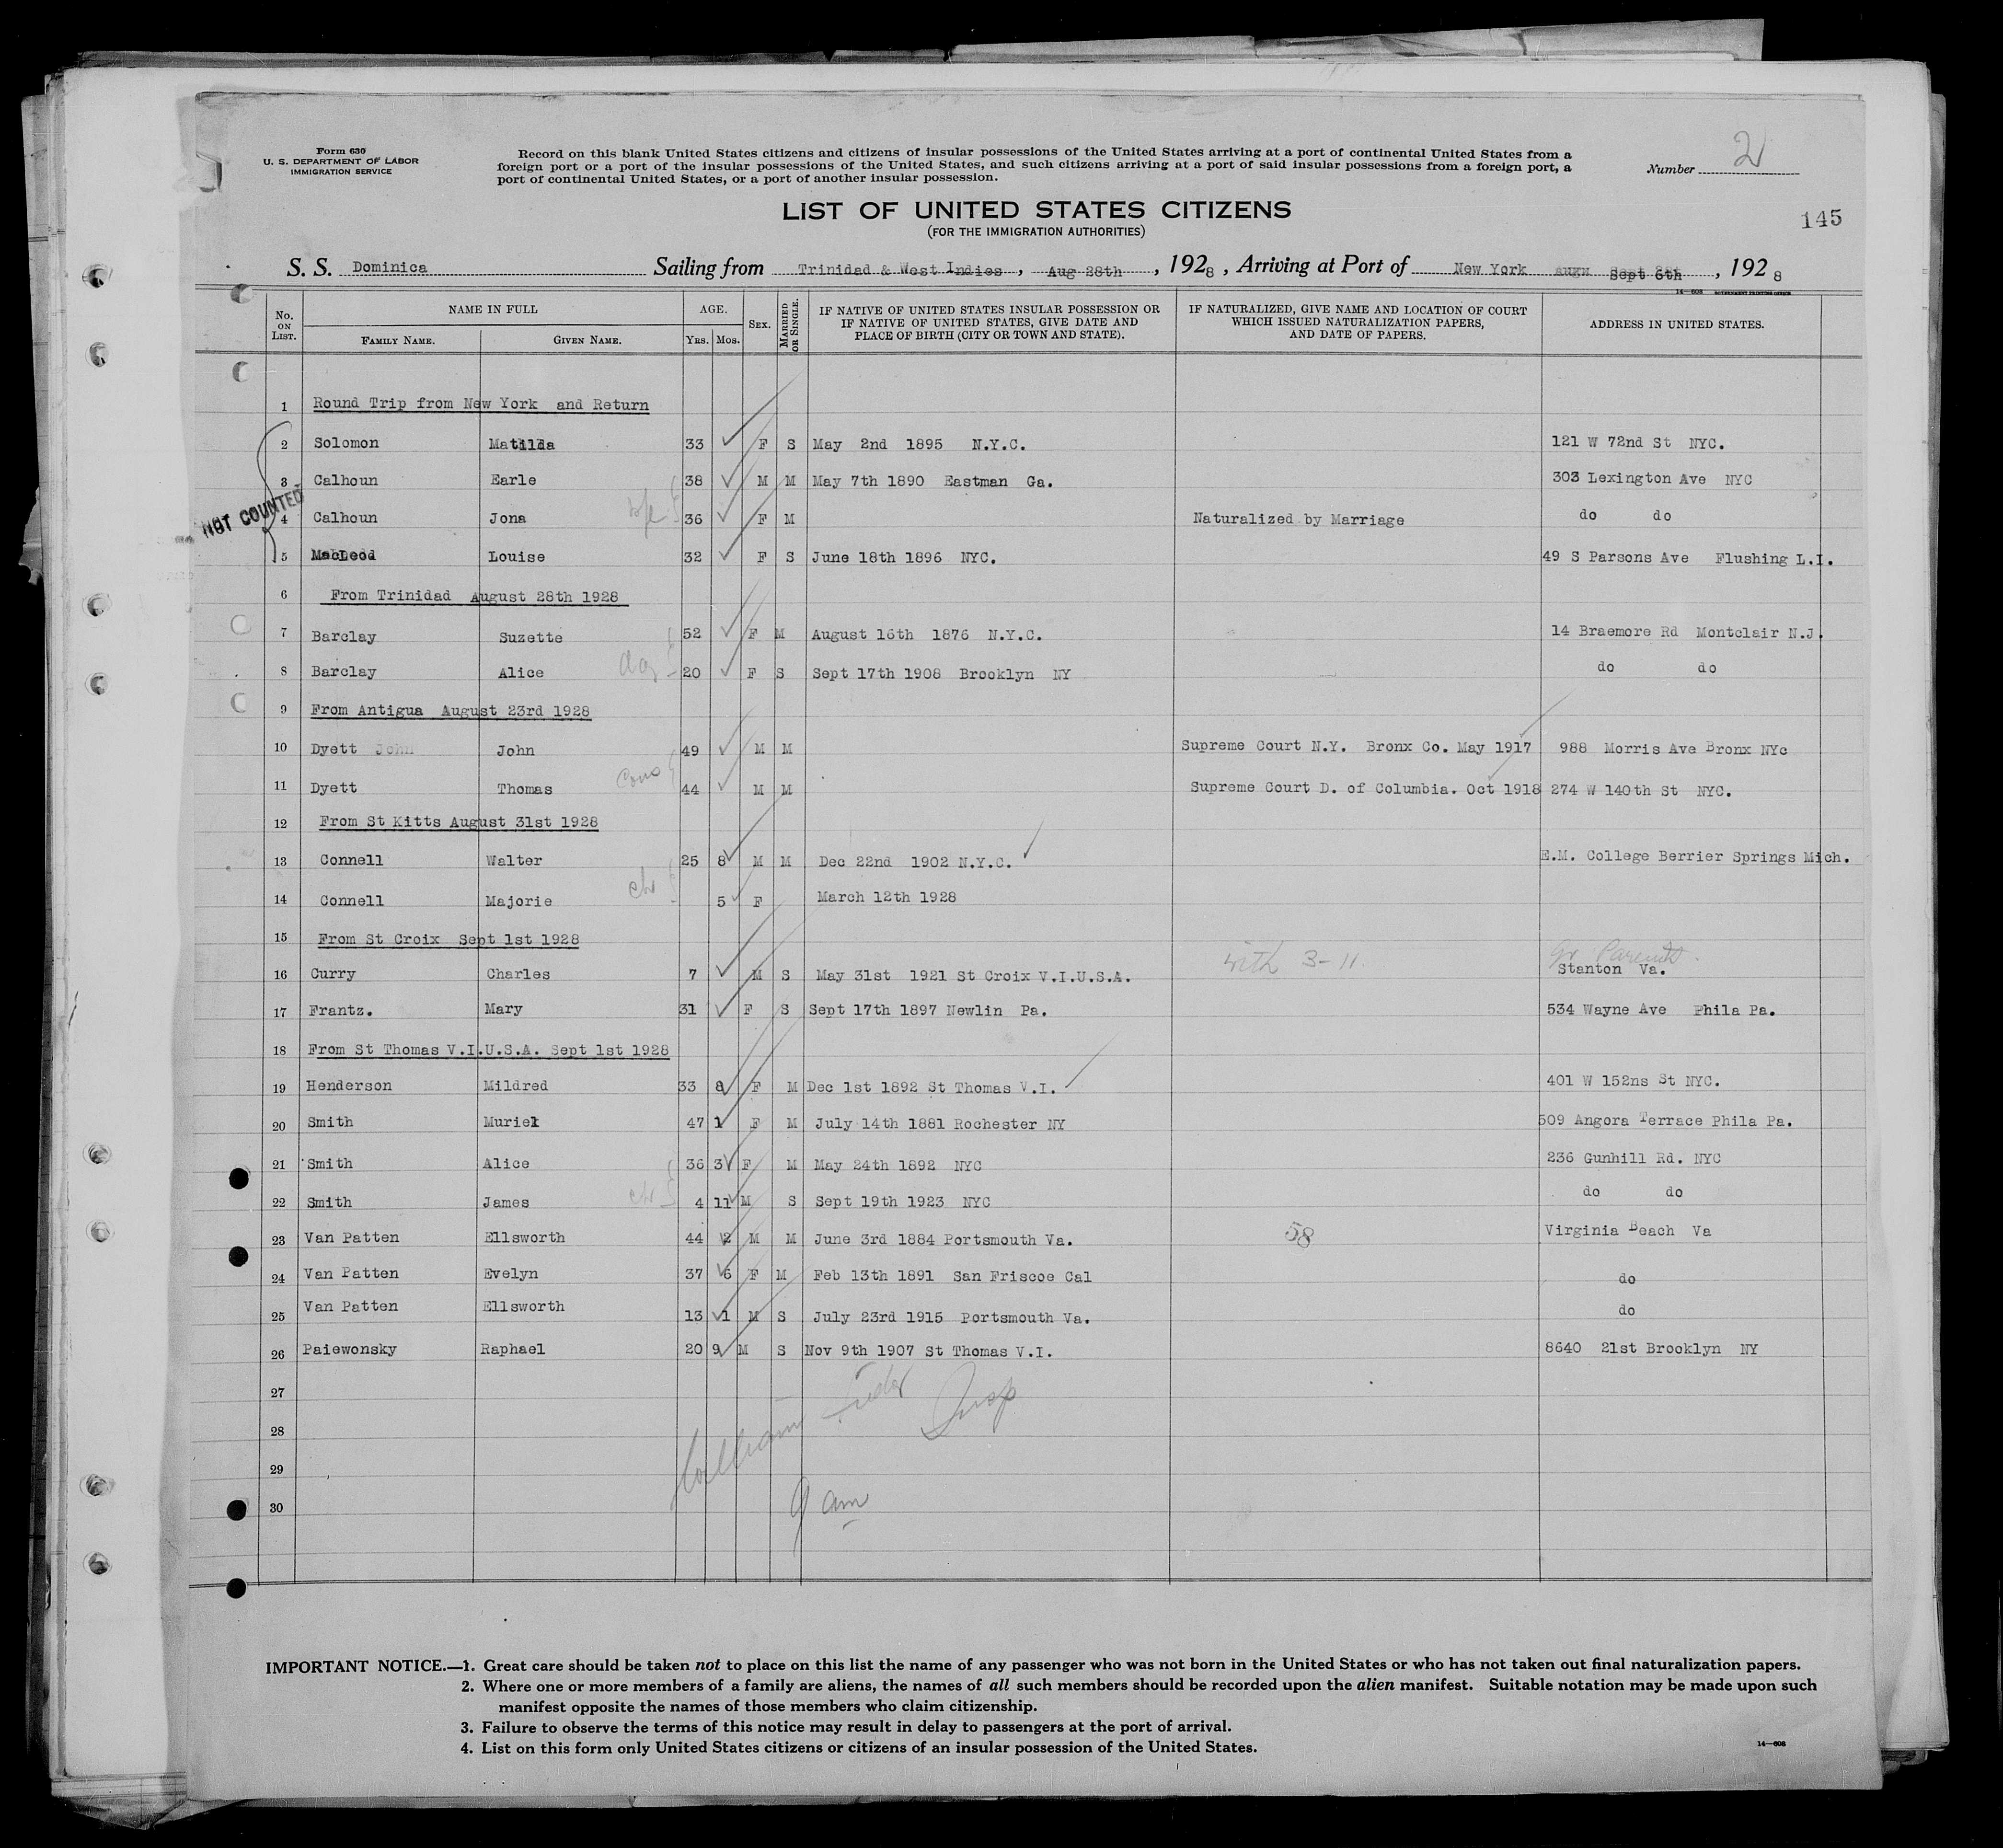 Form 630
U. S. DEPARTMENT OF LABOR
IMMIGRATION SERVICE
Record on this blank United States citizens and citizens of insular possessions of the United States arriving at a port of continental United States from a
foreign port or a port of the insular possessions of the United States, and such citizens arriving at a port of said insular possessions from a foreign port, a
port of continental United States, or a port of another insular possession.
Number 2
LIST OF UNITED STATES CITIZENS
(FOR THE IMMIGRATION AUTHORITIES)
145
S. S. Dominica Sailing from Trinidad & West Indies, Aug 28th, 1928, Arriving at Port of New York Sept 6th, 1928
14—608 GOVERNMENT PRINTING OFFICE
No. ON LIST. NAME IN FULL AGE. SEX. MARRIED OR SINGLE. IF NATIVE OF UNITED STATES INSULAR POSSESSION OR IF NATIVE OF UNITED STATES, GIVE DATE AND PLACE OF BIRTH (CITY OR TOWN AND STATE). IF NATURALIZED, GIVE NAME AND LOCATION OF COURT WHICH ISSUED NATURALIZATION PAPERS, AND DATE OF PAPERS. ADDRESS IN UNITED STATES.
FAMILY NAME. GIVEN NAME. YRS. MOS.
1 Round Trip from New York and Return
2 Solomon Matilda 33 F S May 2nd 1895 N.Y.C. 121 W 72nd St NYC.
3 Calhoun Earle 38 M M May 7th 1890 Eastman Ga. 303 Lexington Ave NYC
NOT COUNTED
4 Calhoun Jona 36 F M Naturalized by Marriage do do
5 MacLeod Louise 32 F S June 18th 1896 NYC. 49 S Parsons Ave Flushing L.I.
6 From Trinidad August 28th 1928
7 Barclay Suzette 52 F M August 16th 1876 N.Y.C. 14 Braemore Rd Montclair N.J.
8 Barclay Alice 20 F S Sept 17th 1908 Brooklyn NY do do
9 From Antigua August 23rd 1928
10 Dyett John John 49 M M Supreme Court N.Y. Bronx Co. May 1917 988 Morris Ave Bronx NYc
11 Dyett Thomas 44 M M Supreme Court D. of Columbia. Oct 1918 274 W 140th St NYC.
12 From St Kitts August 31st 1928
13 Connell Walter 25 8 M M Dec 22nd 1902 N.Y.C. E.M. College Berrier Springs Mich.
14 Connell Majorie ch 5 F March 12th 1928
15 From St Croix Sept 1st 1928
with 3-11. Gr Parents.
16 Curry Charles 7 M S May 31st 1921 St Croix V.I.U.S.A. Stanton Va.
17 Frantz. Mary 31 F S Sept 17th 1897 Newlin Pa. 534 Wayne Ave Phila Pa.
18 From St Thomas V.I.U.S.A. Sept 1st 1928
19 Henderson Mildred 33 8 F M Dec 1st 1892 St Thomas V.I. 401 W 152ns St NYC.
20 Smith Muriel 47 1 F M July 14th 1881 Rochester NY 509 Angora Terrace Phila Pa.
21 Smith Alice 36 3 F M May 24th 1892 NYC 236 Gunhill Rd. NYC
22 Smith James ch 4 11 M S Sept 19th 1923 NYC do do
23 Van Patten Ellsworth 44 2 M M June 3rd 1884 Portsmouth Va. 58 Virginia Beach Va
24 Van Patten Evelyn 37 6 F M Feb 13th 1891 San Friscoe Cal do
25 Van Patten Ellsworth 13 1 M S July 23rd 1915 Portsmouth Va. do
26 Paiewonsky Raphael 20 9 M S Nov 9th 1907 St Thomas V.I. 8640 21st Brooklyn NY
27
28 William Insp
29
30 9 am
IMPORTANT NOTICE.—1. Great care should be taken not to place on this list the name of any passenger who was not born in the United States or who has not taken out final naturalization papers.
2. Where one or more members of a family are aliens, the names of all such members should be recorded upon the alien manifest. Suitable notation may be made upon such
manifest opposite the names of those members who claim citizenship.
3. Failure to observe the terms of this notice may result in delay to passengers at the port of arrival.
4. List on this form only United States citizens or citizens of an insular possession of the United States.
14—608